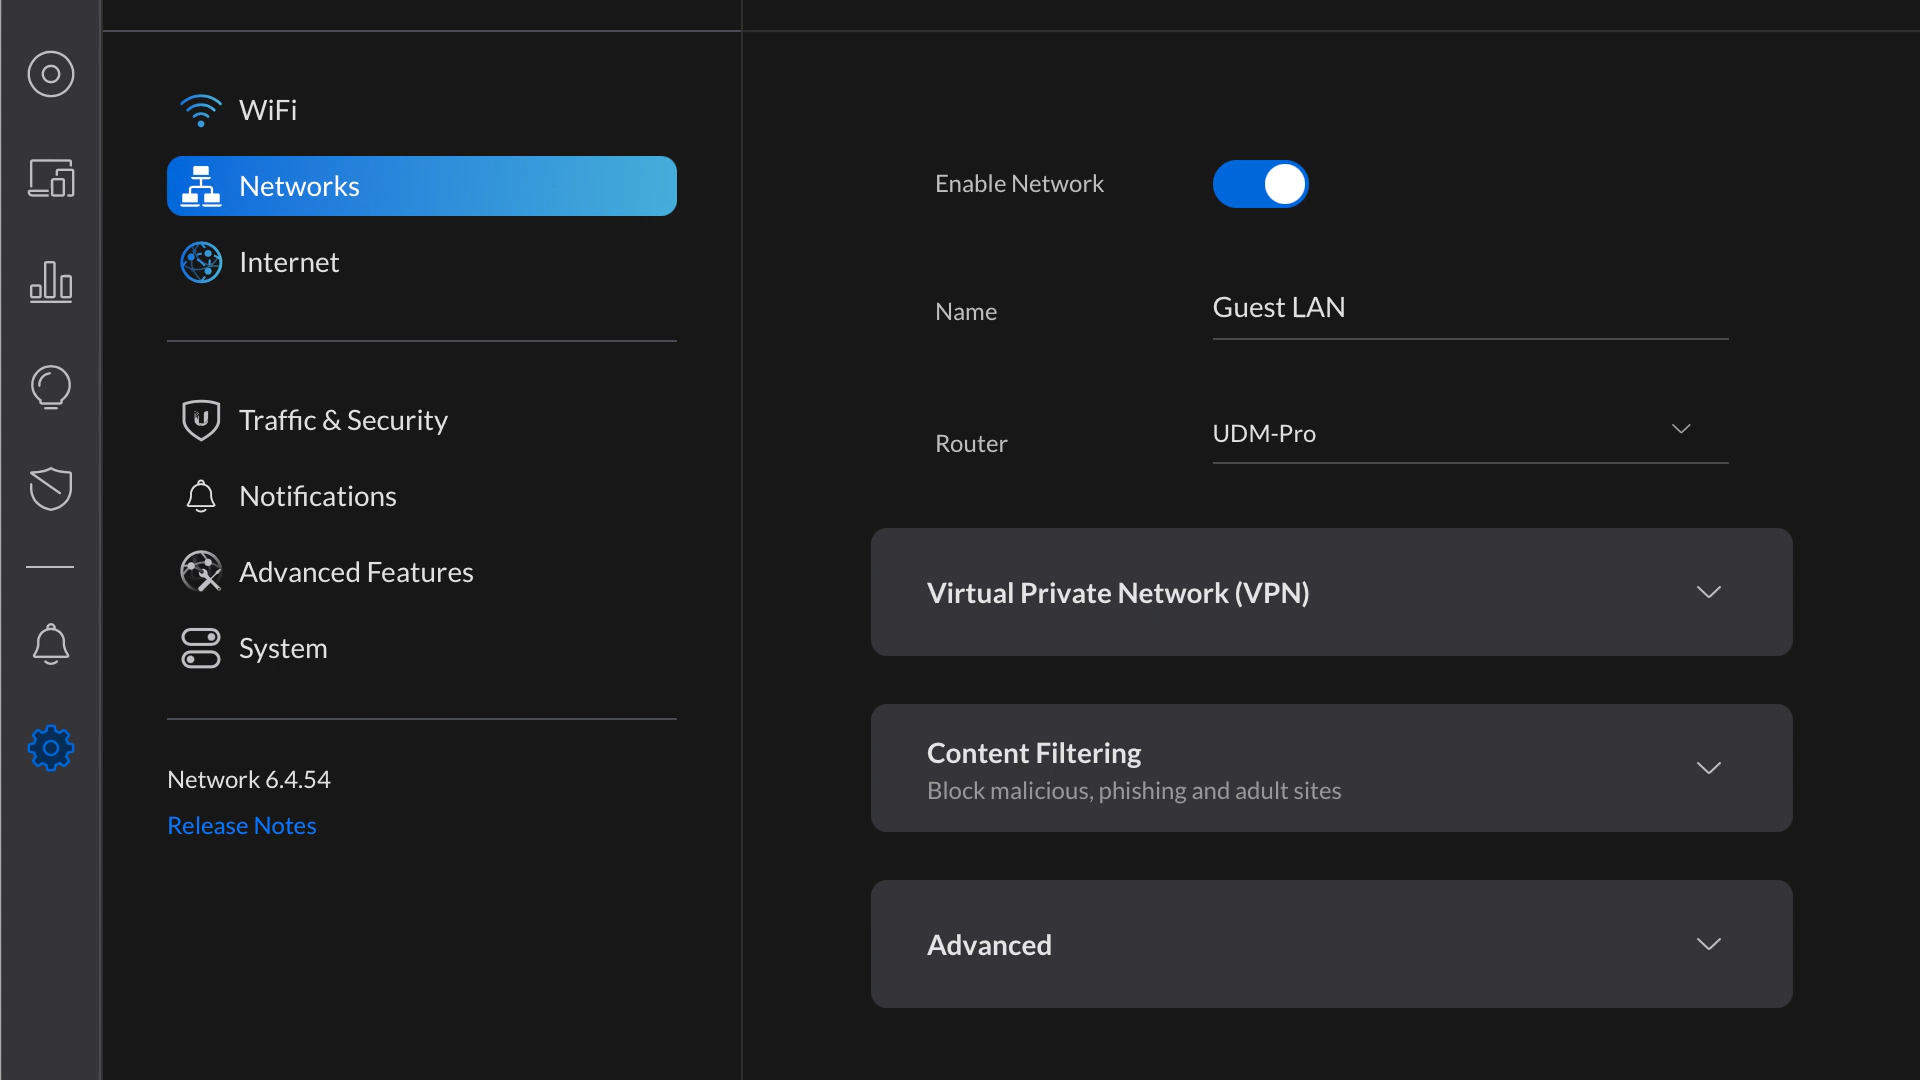 WiFi
Networks
Internet
Traffic & Security
Notifications
Advanced Features
System
Network 6.4.54
Release Notes
Enable Network
Name
Guest LAN
Router
UDM-Pro
Virtual Private Network (VPN)
Content Filtering
Block malicious, phishing and adult sites
Advanced